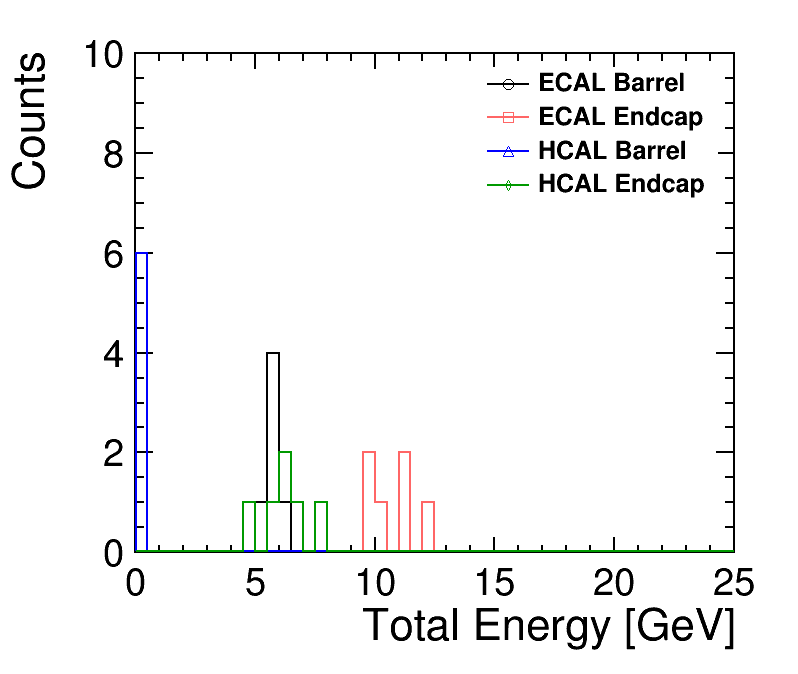 Counts
10
8
6
4
2
0
ECAL Barrel
ECAL Endcap
HCAL Barrel
HCAL Endcap
0 5 10 15 20 25
Total Energy [GeV]